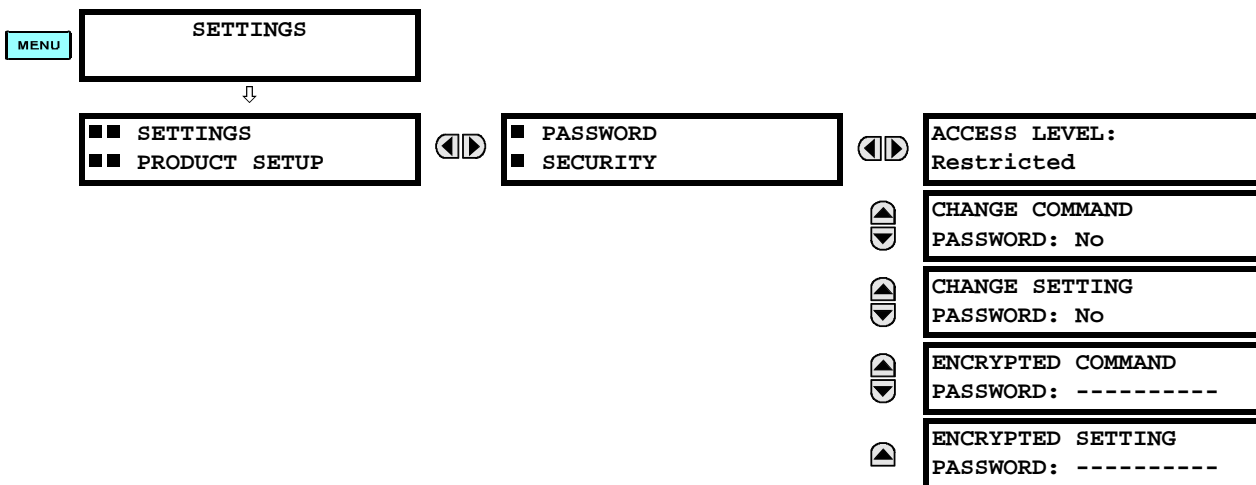 MENU
SETTINGS
SETTINGS
PRODUCT SETUP
PASSWORD
SECURITY
ACCESS LEVEL:
Restricted
CHANGE COMMAND
PASSWORD: No
CHANGE SETTING
PASSWORD: No
ENCRYPTED COMMAND
PASSWORD: ----------
ENCRYPTED SETTING
PASSWORD: ----------